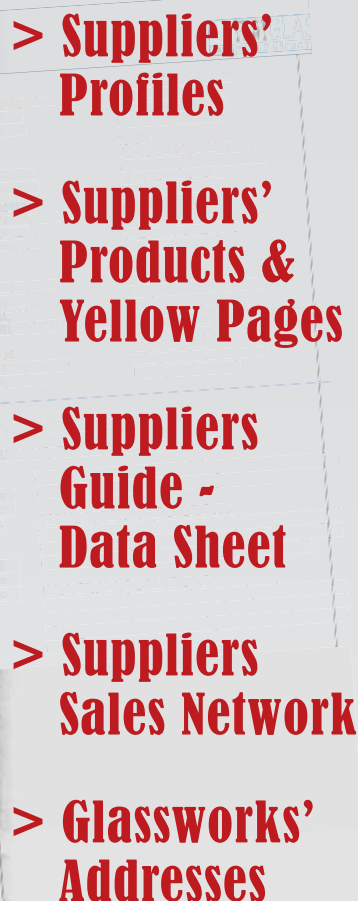 > Suppliers’
Profiles
> Suppliers’
Products &
Yellow Pages
> Suppliers
Guide -
Data Sheet
> Suppliers
Sales Network
> Glassworks’
Addresses